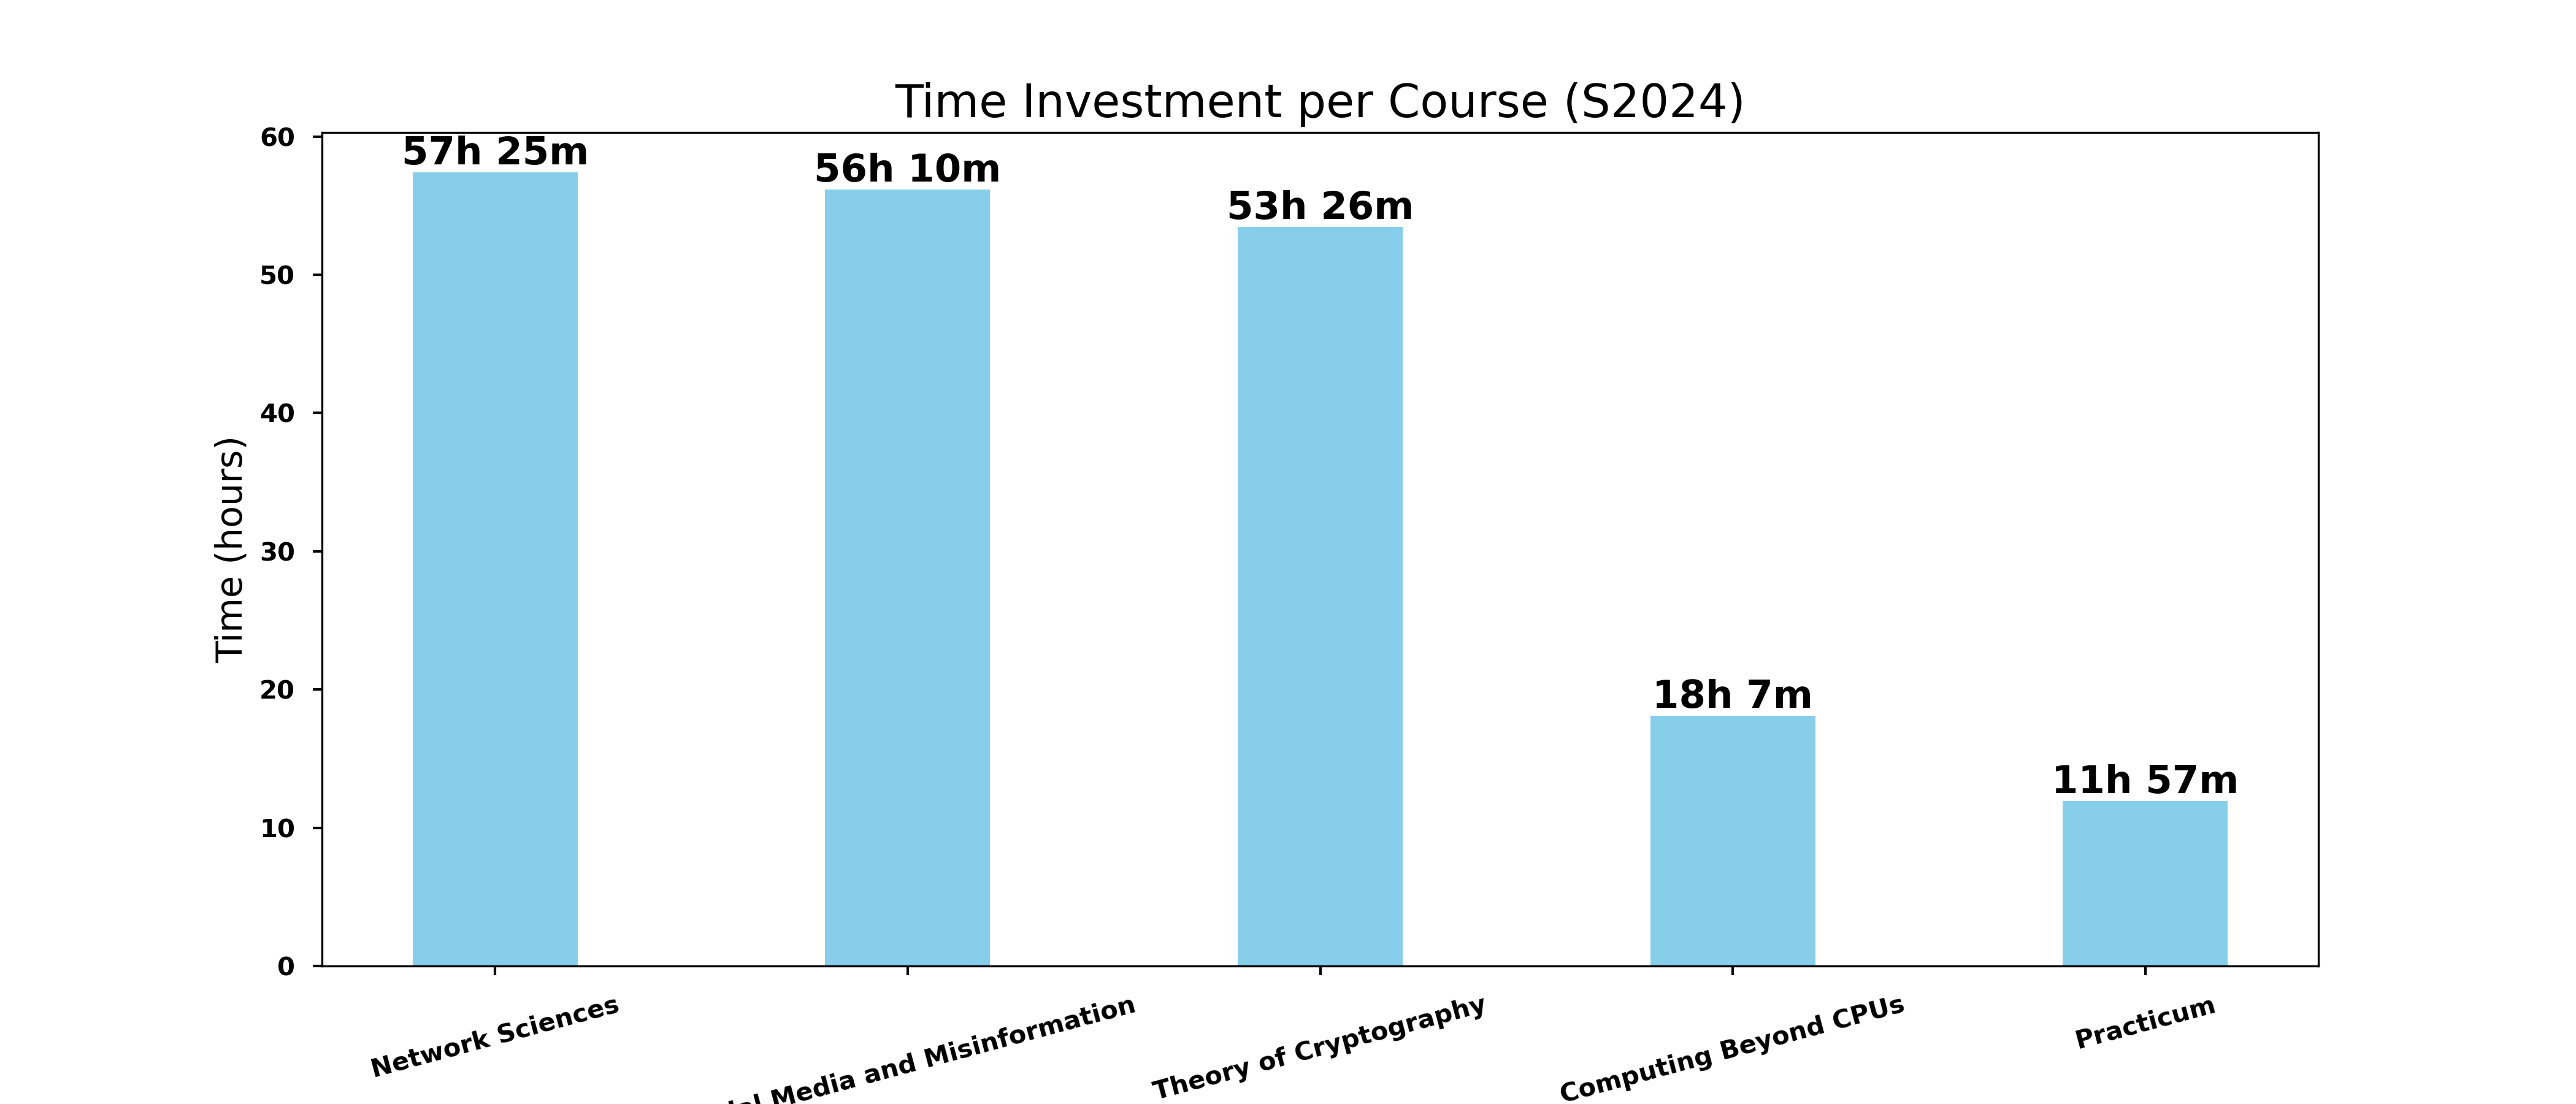 Time Investment per Course (S2024)
Time (hours)
60
50
40
30
20
10
0
57h 25m
56h 10m
53h 26m
18h 7m
11h 57m
Network Sciences
Media and Misinformation
Theory of Cryptography
Computing Beyond CPUs
Practicum